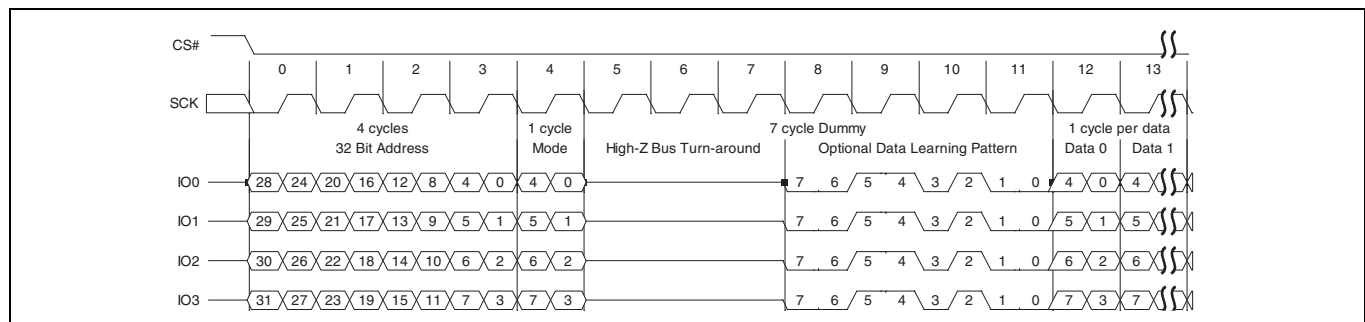 CS#
0 1 2 3 4 5 6 7 8 9 10 11 12 13
SCK
4 cycles 1 cycle 7 cycle Dummy 1 cycle per data
32 Bit Address Mode High-Z Bus Turn-around Optional Data Learning Pattern Data 0 Data 1
IO0 28 24 20 16 12 8 4 0 4 0 7 6 5 4 3 2 1 0 4 0 4
IO1 29 25 21 17 13 9 5 1 5 1 7 6 5 4 3 2 1 0 5 1 5
IO2 30 26 22 18 14 10 6 2 6 2 7 6 5 4 3 2 1 0 6 2 6
IO3 31 27 23 19 15 11 7 3 7 3 7 6 5 4 3 2 1 0 7 3 7